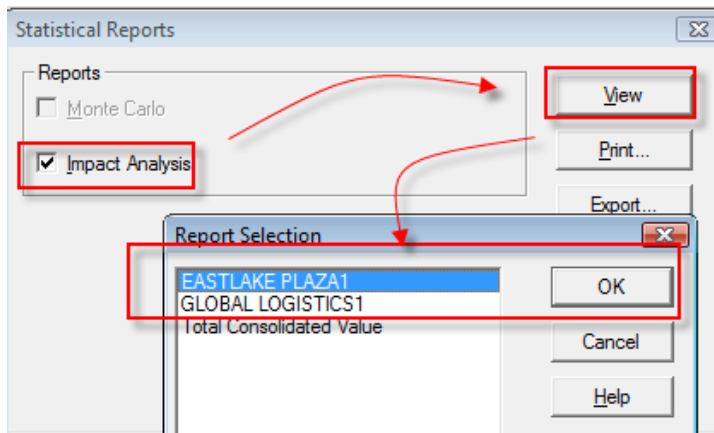 Statistical Reports
Reports
Monte Carlo
Impact Analysis
View
Print...
Export...
Report Selection
EASTLAKE PLAZA1
GLOBAL LOGISTICS1
Total Consolidated Value
OK
Cancel
Help